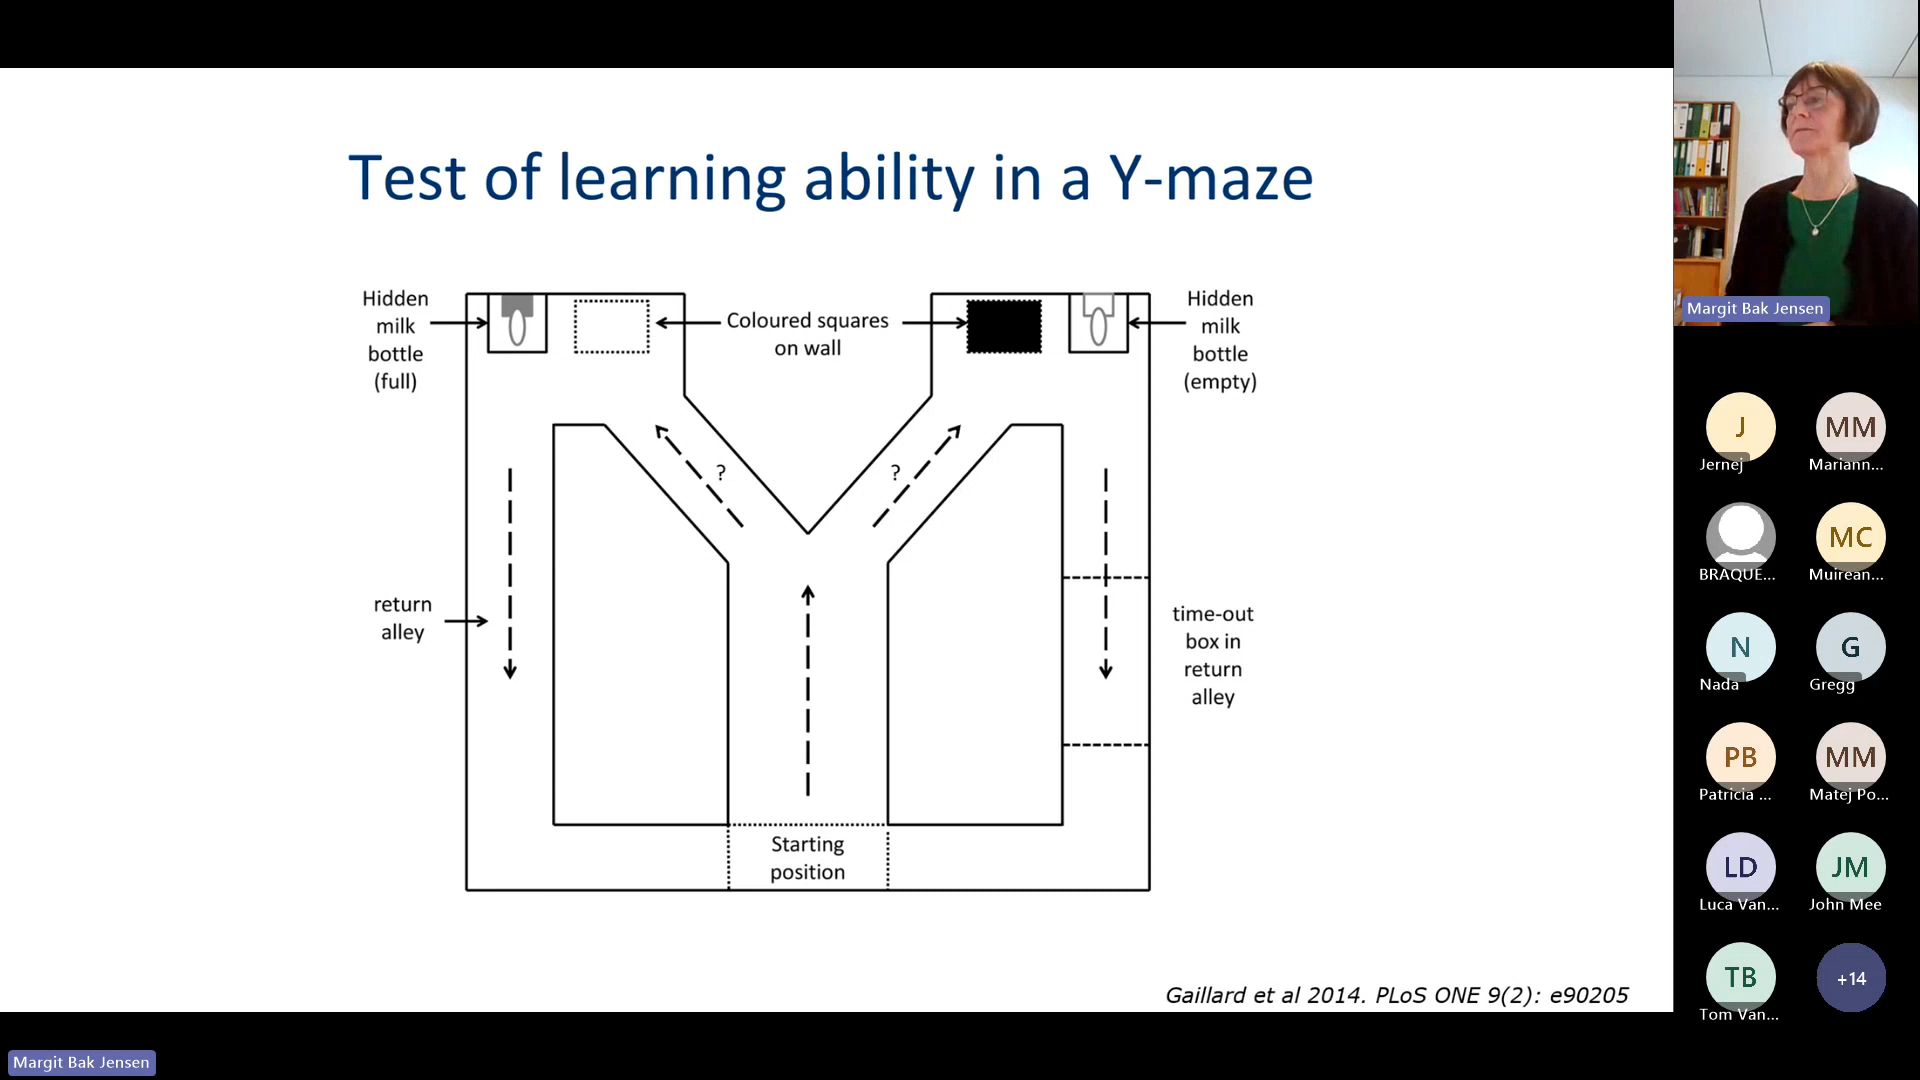 Test of learning ability in a Y-maze
Hidden
milk
bottle
(full)
Coloured squares
on wall
Hidden
milk
bottle
(empty)
?
?
return
alley
time-out
box in
return
alley
Starting
position
Gaillard et al 2014. PLoS ONE 9(2): e90205
Margit Bak Jensen
Margit Bak Jensen
J
Jernej
MM
Mariann...
BRAQUE...
MC
Muirean...
N
Nada
G
Gregg
PB
Patricia ...
MM
Matej Po...
LD
Luca Van...
JM
John Mee
TB
Tom Van...
+14